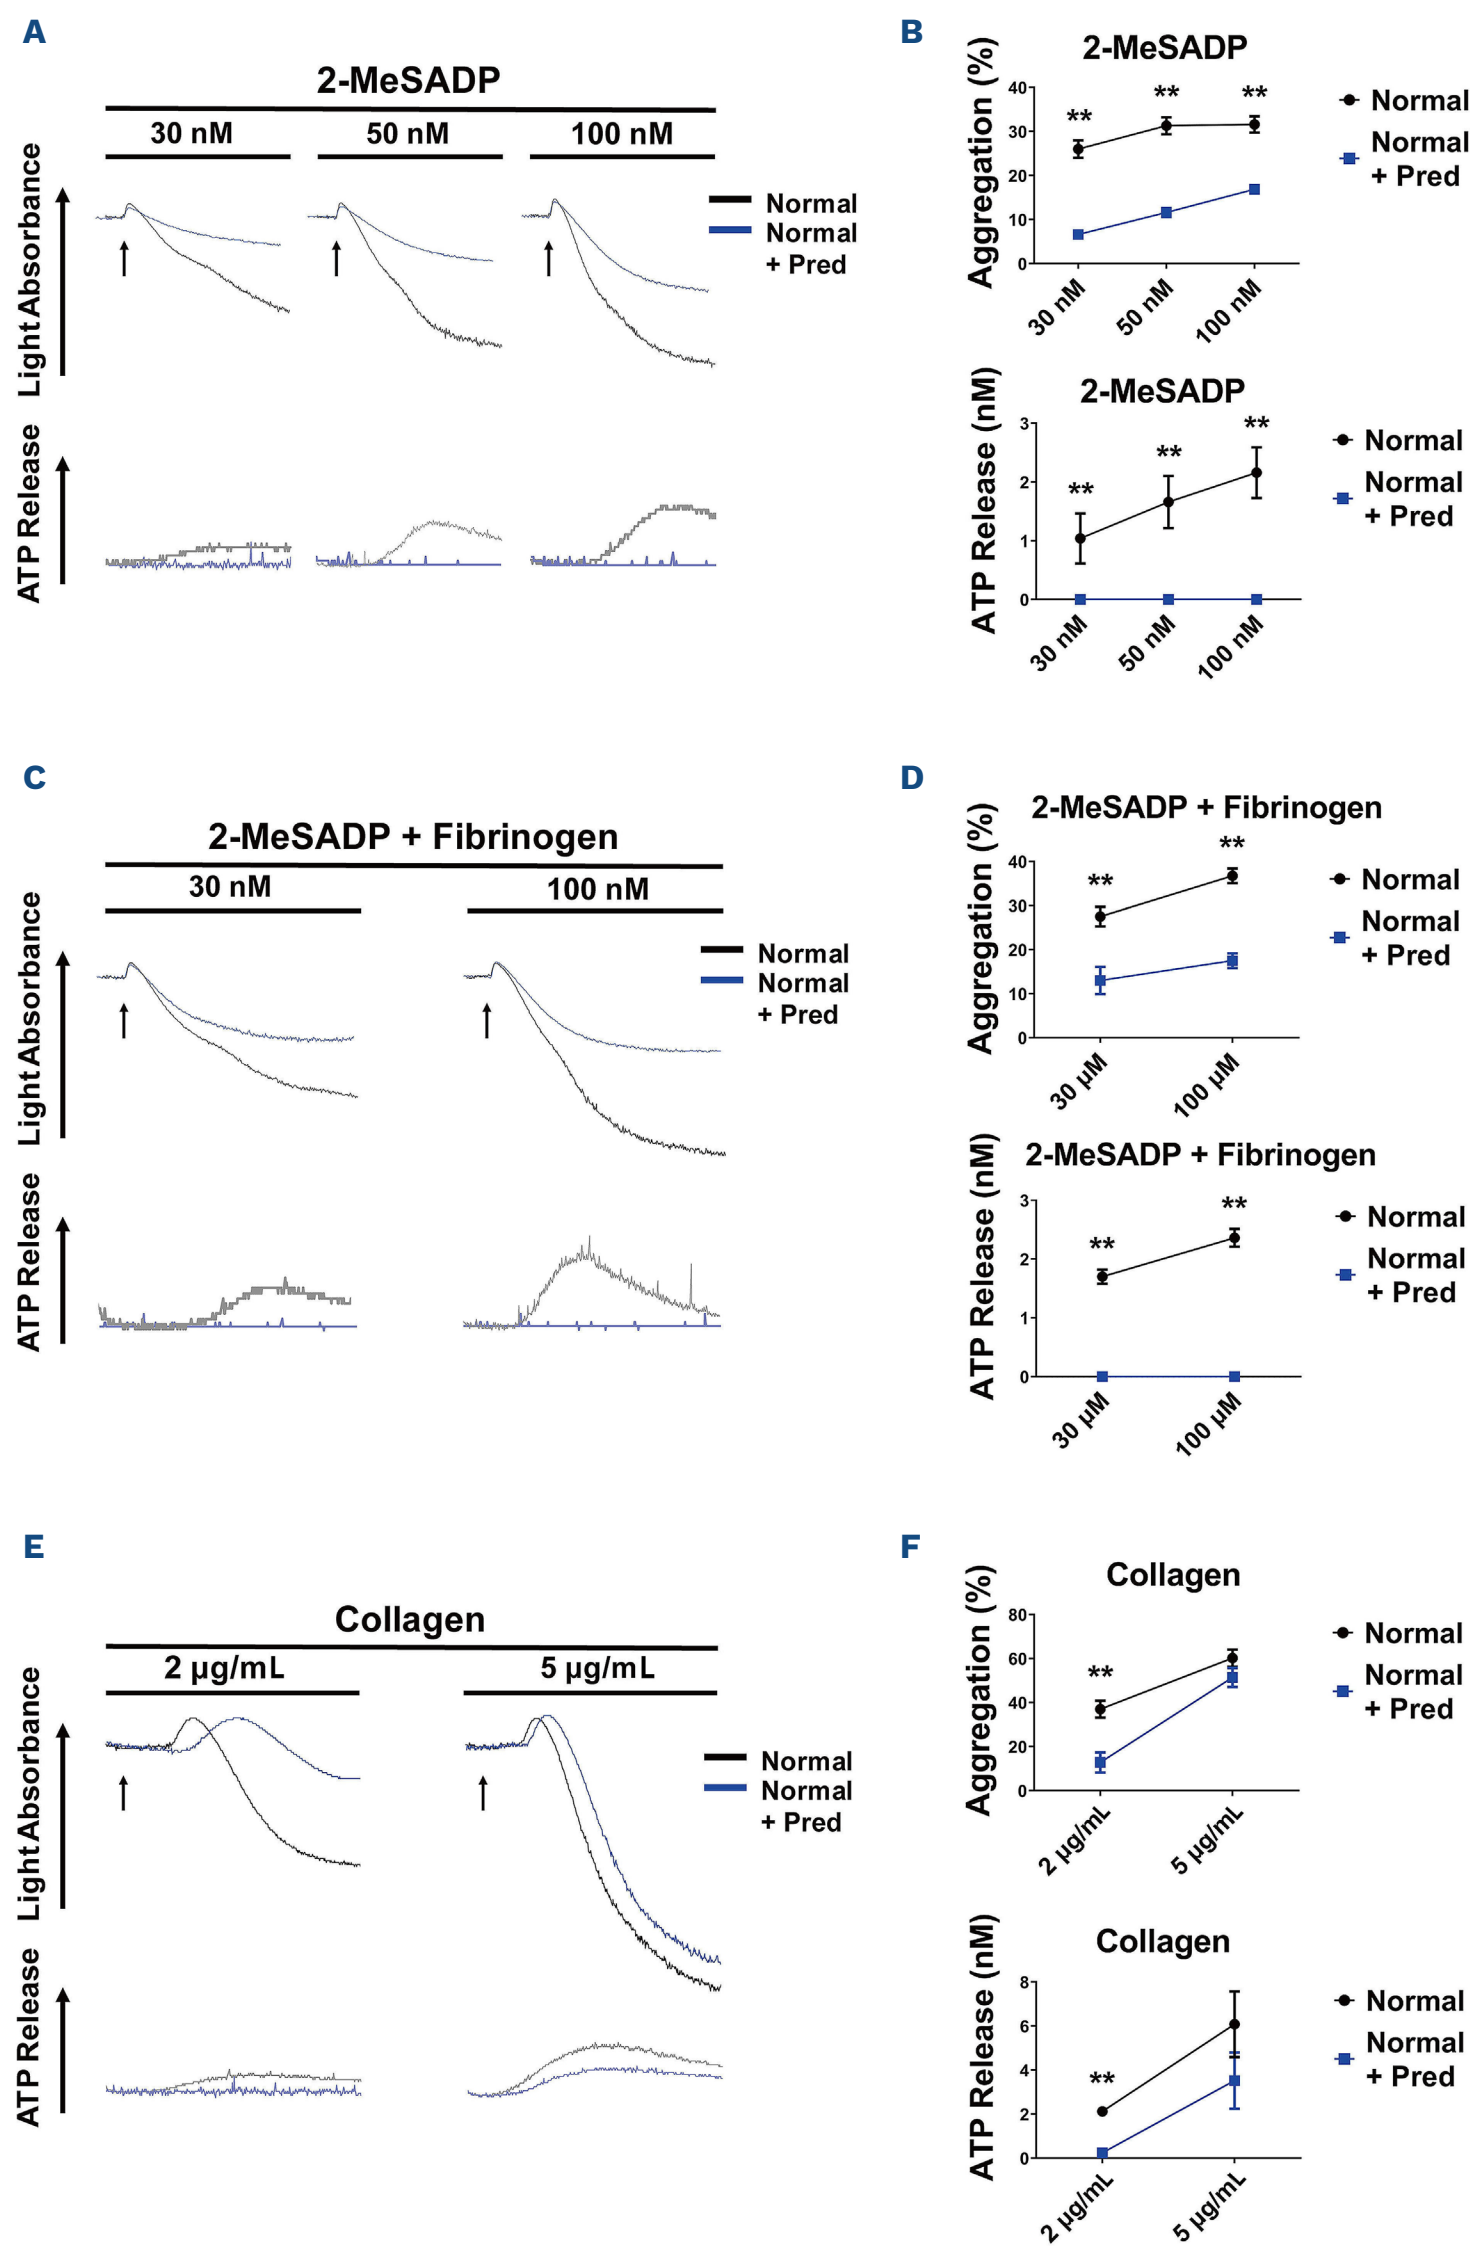 A
2-MeSADP
30 nM
50 nM
100 nM
Light Absorbance
Normal
Normal
+ Pred
ATP Release
B
2-MeSADP
Aggregation (%)
40
30
20
10
0
30 nM
50 nM
100 nM
**
**
**
Normal
Normal
+ Pred
2-MeSADP
ATP Release (nM)
3
2
1
0
30 nM
50 nM
100 nM
**
**
**
Normal
Normal
+ Pred
C
2-MeSADP + Fibrinogen
30 nM
100 nM
Light Absorbance
Normal
Normal
+ Pred
ATP Release
D
2-MeSADP + Fibrinogen
Aggregation (%)
40
30
20
10
0
30 µM
100 µM
**
**
Normal
Normal
+ Pred
2-MeSADP + Fibrinogen
ATP Release (nM)
3
2
1
0
30 µM
100 µM
**
**
Normal
Normal
+ Pred
E
Collagen
2 µg/mL
5 µg/mL
Light Absorbance
Normal
Normal
+ Pred
ATP Release
F
Collagen
Aggregation (%)
80
60
40
20
0
2 µg/mL
5 µg/mL
**
Normal
Normal
+ Pred
Collagen
ATP Release (nM)
8
6
4
2
0
2 µg/mL
5 µg/mL
**
Normal
Normal
+ Pred